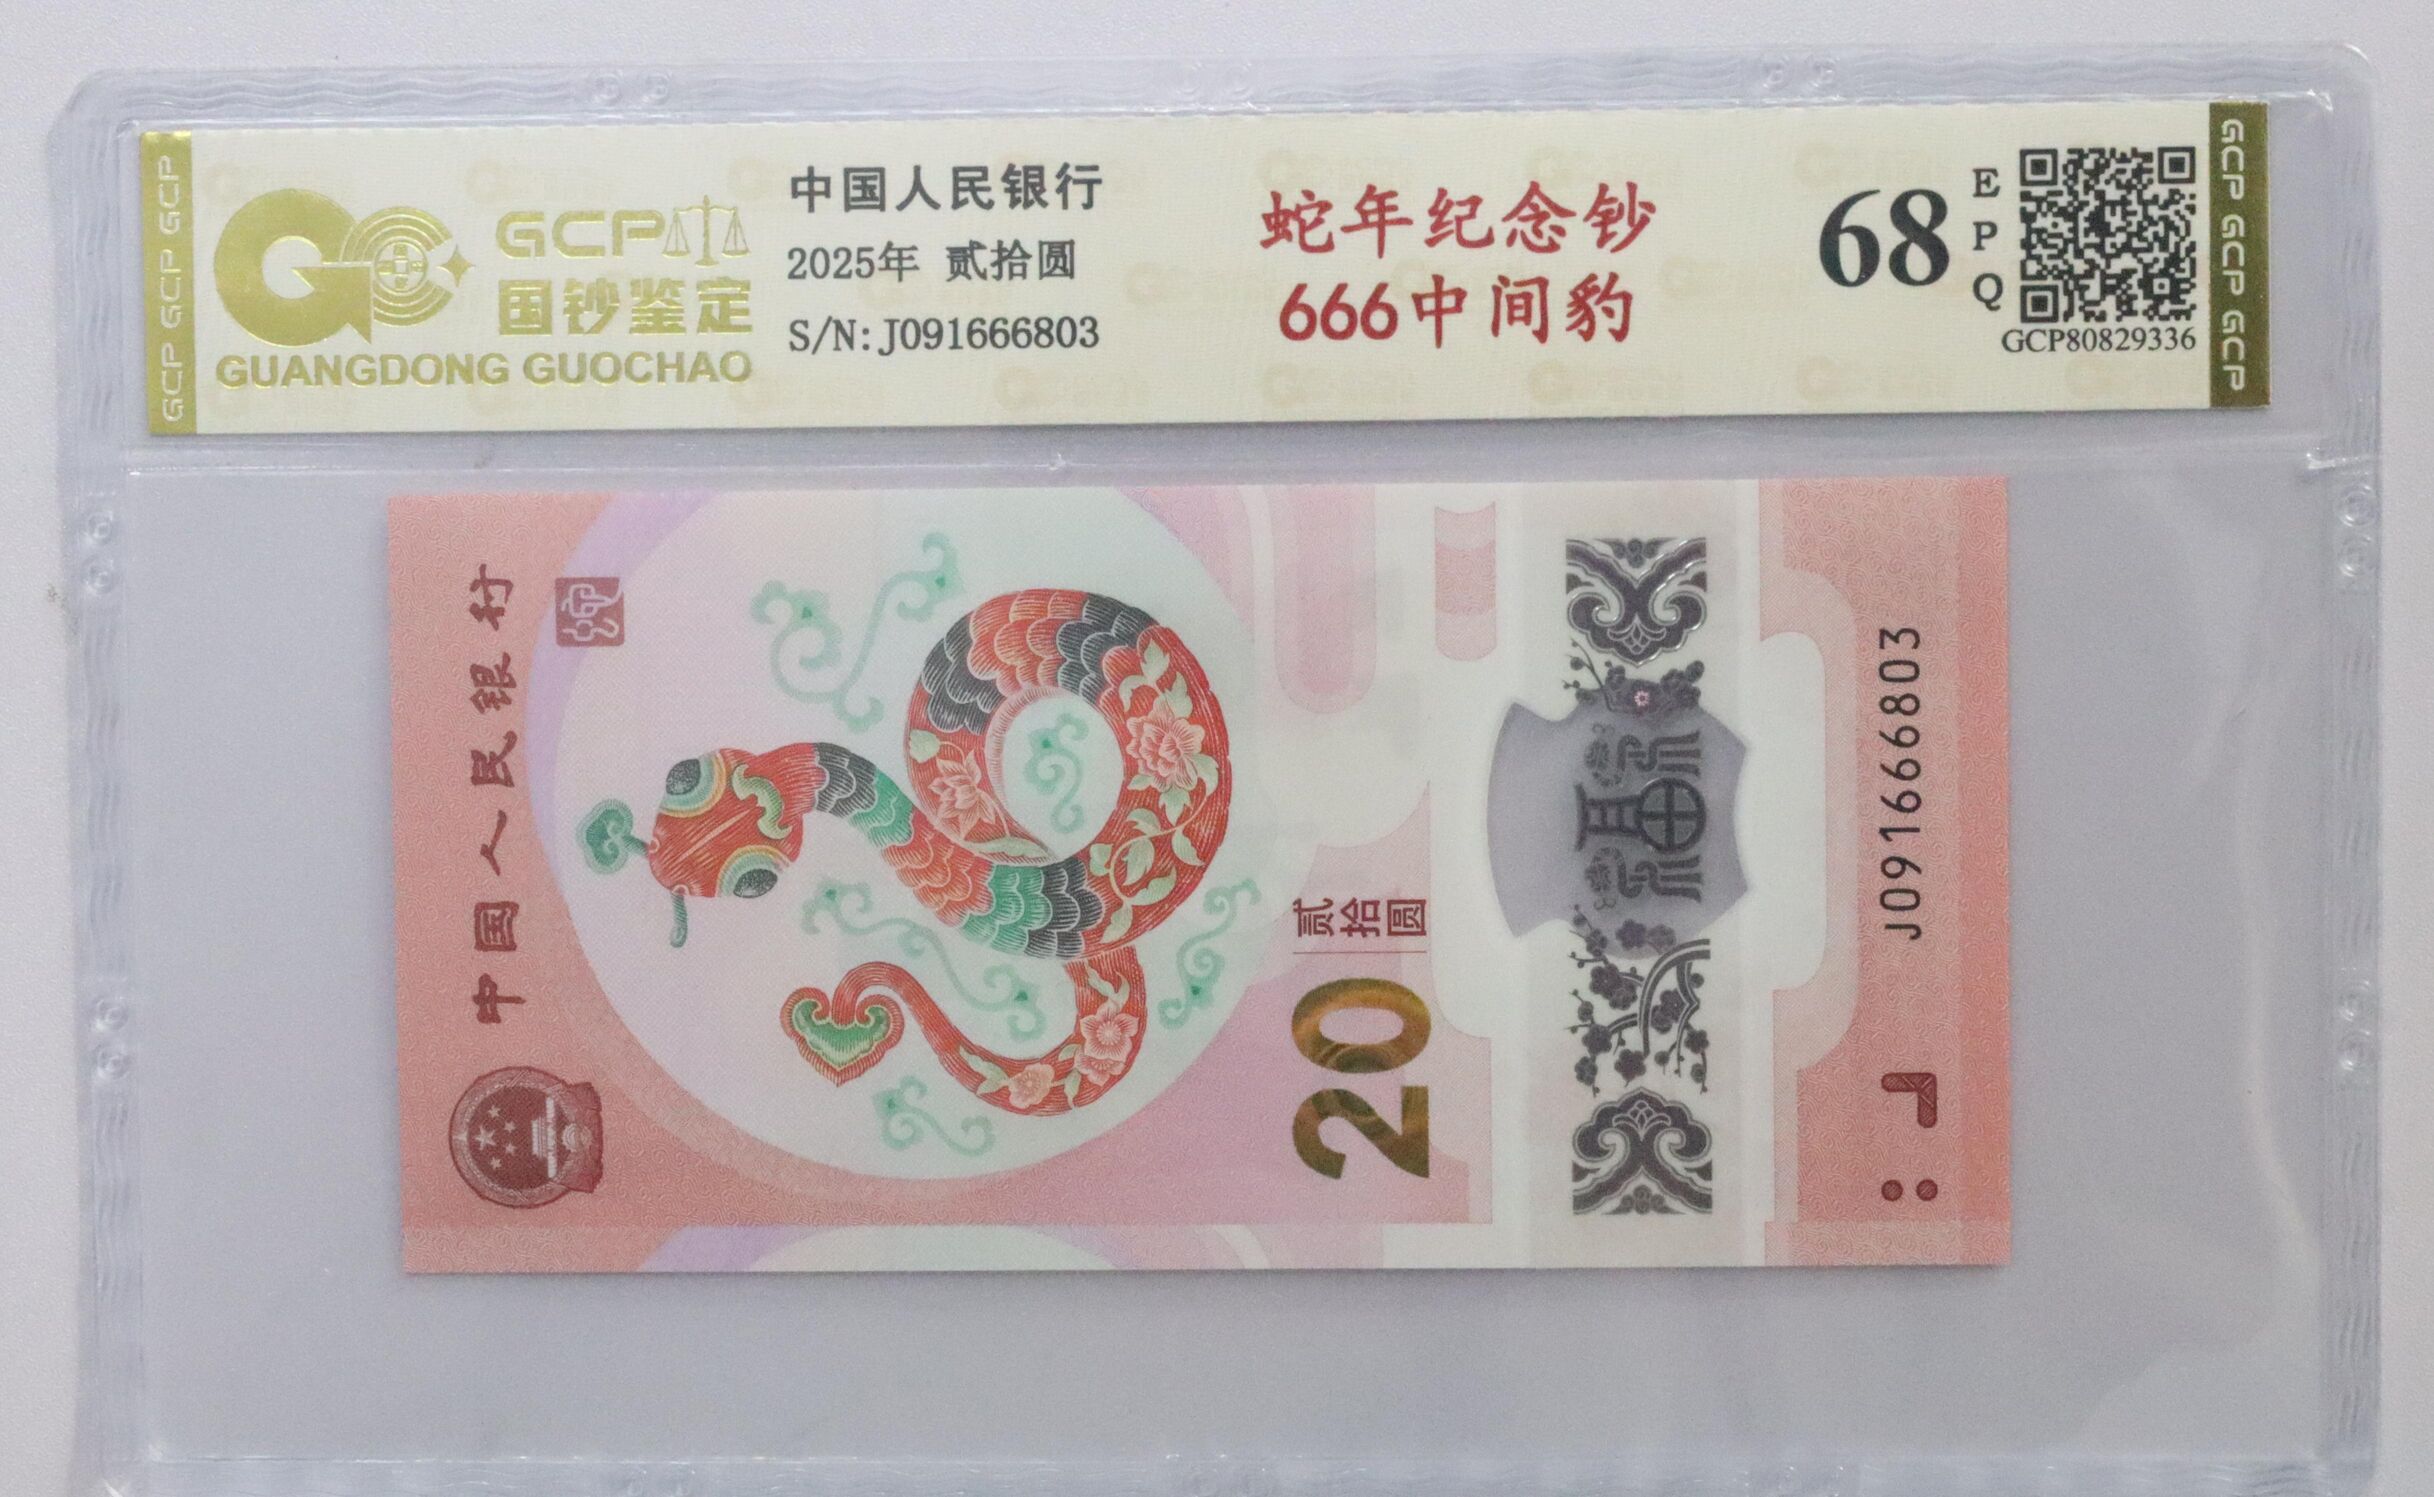 GCP GCP GCP
GCP
国钞鉴定
GUANGDONG GUOCHAO
中国人民银行
2025年 贰拾圆
S/N:J091666803
蛇年纪念钞
666中间豹
68
EPQ
GCP80829336
GCP GCP GCP
中国人民银行
蛇
20
贰拾圆
福
J091666803